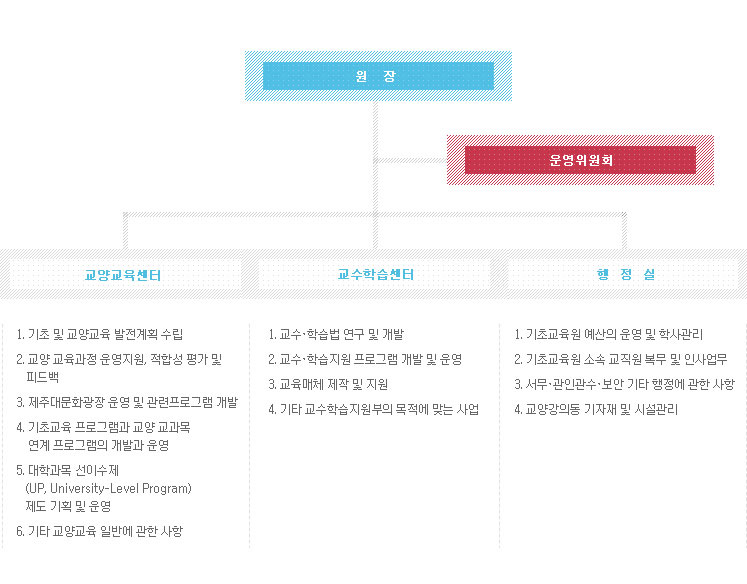 원 장
운영위원회
교양교육센터
교수학습센터
행 정 실
1. 기초 및 교양교육 발전계획 수립
2. 교양 교육과정 운영지원, 적합성 평가 및
피드백
3. 제주대문화광장 운영 및 관련프로그램 개발
4. 기초교육 프로그램과 교양 교과목
연계 프로그램의 개발과 운영
5. 대학과목 선이수제
(UP, University-Level Program)
제도 기획 및 운영
6. 기타 교양교육 일반에 관한 사항
1. 교수·학습법 연구 및 개발
2. 교수·학습지원 프로그램 개발 및 운영
3. 교육매체 제작 및 지원
4. 기타 교수학습지원부의 목적에 맞는 사업
1. 기초교육원 예산의 운영 및 학사관리
2. 기초교육원 소속 교직원 복무 및 인사업무
3. 서무·관인관수·보안 기타 행정에 관한 사항
4. 교양강의동 기자재 및 시설관리